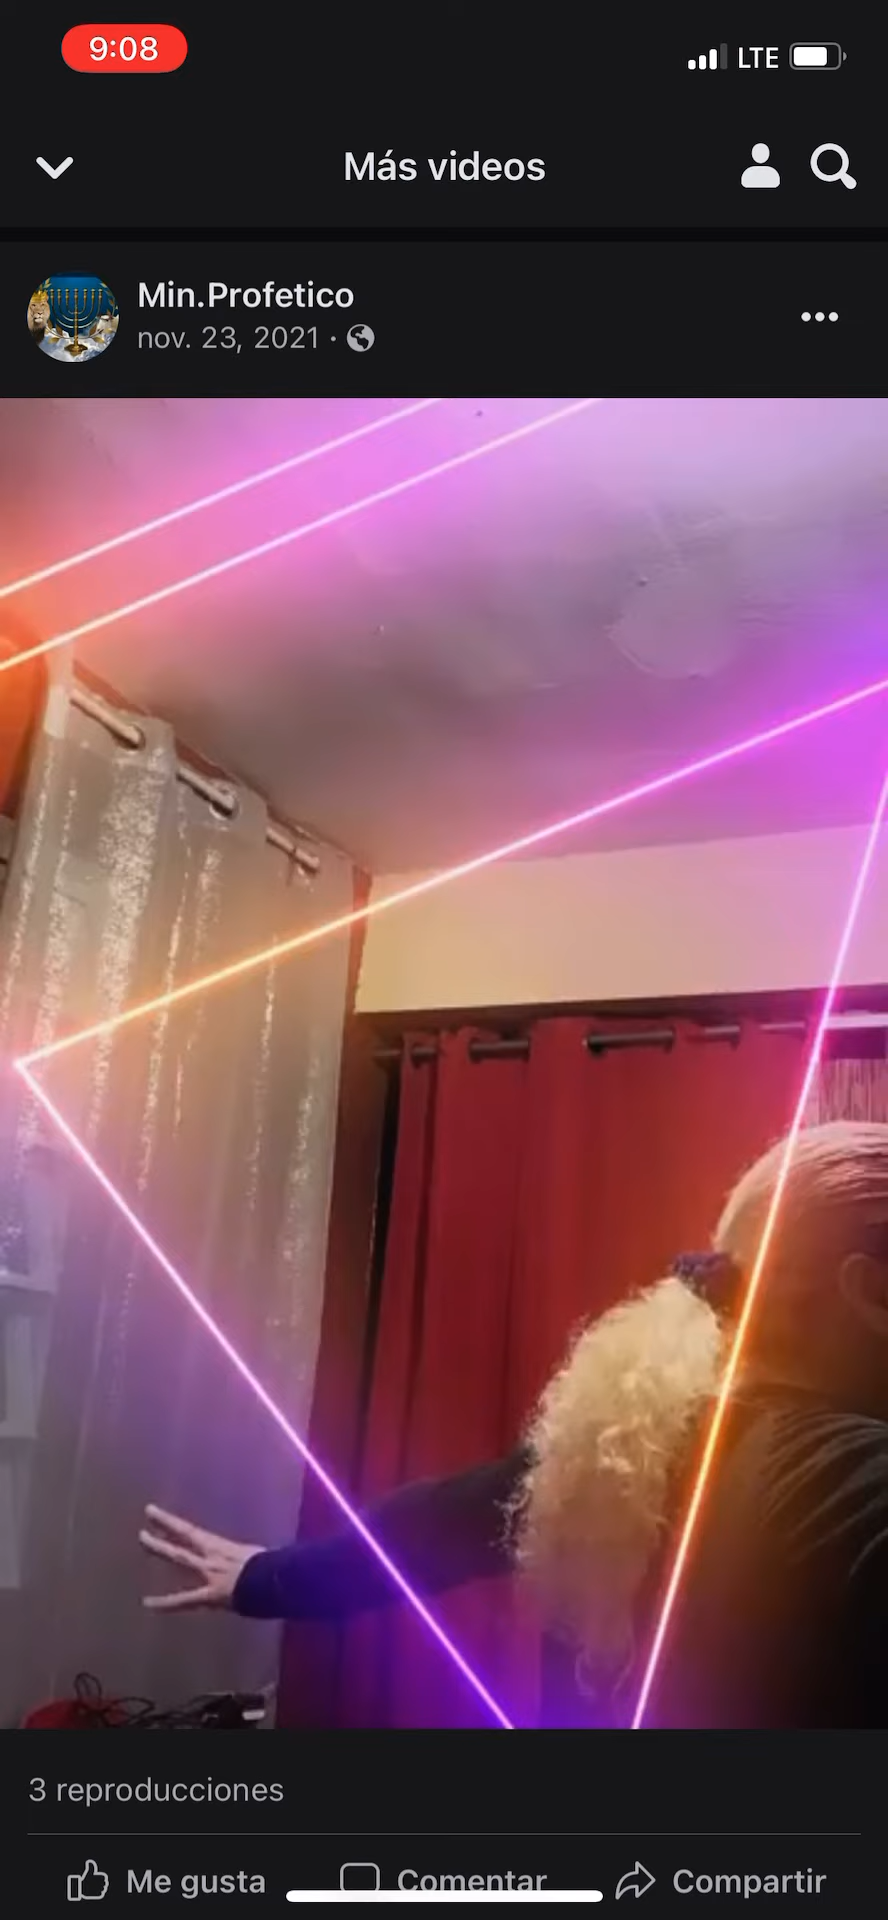 9:08
LTE
Más videos
Min.Profetico
nov. 23, 2021 ·
3 reproducciones
Me gusta
Comentar
Compartir